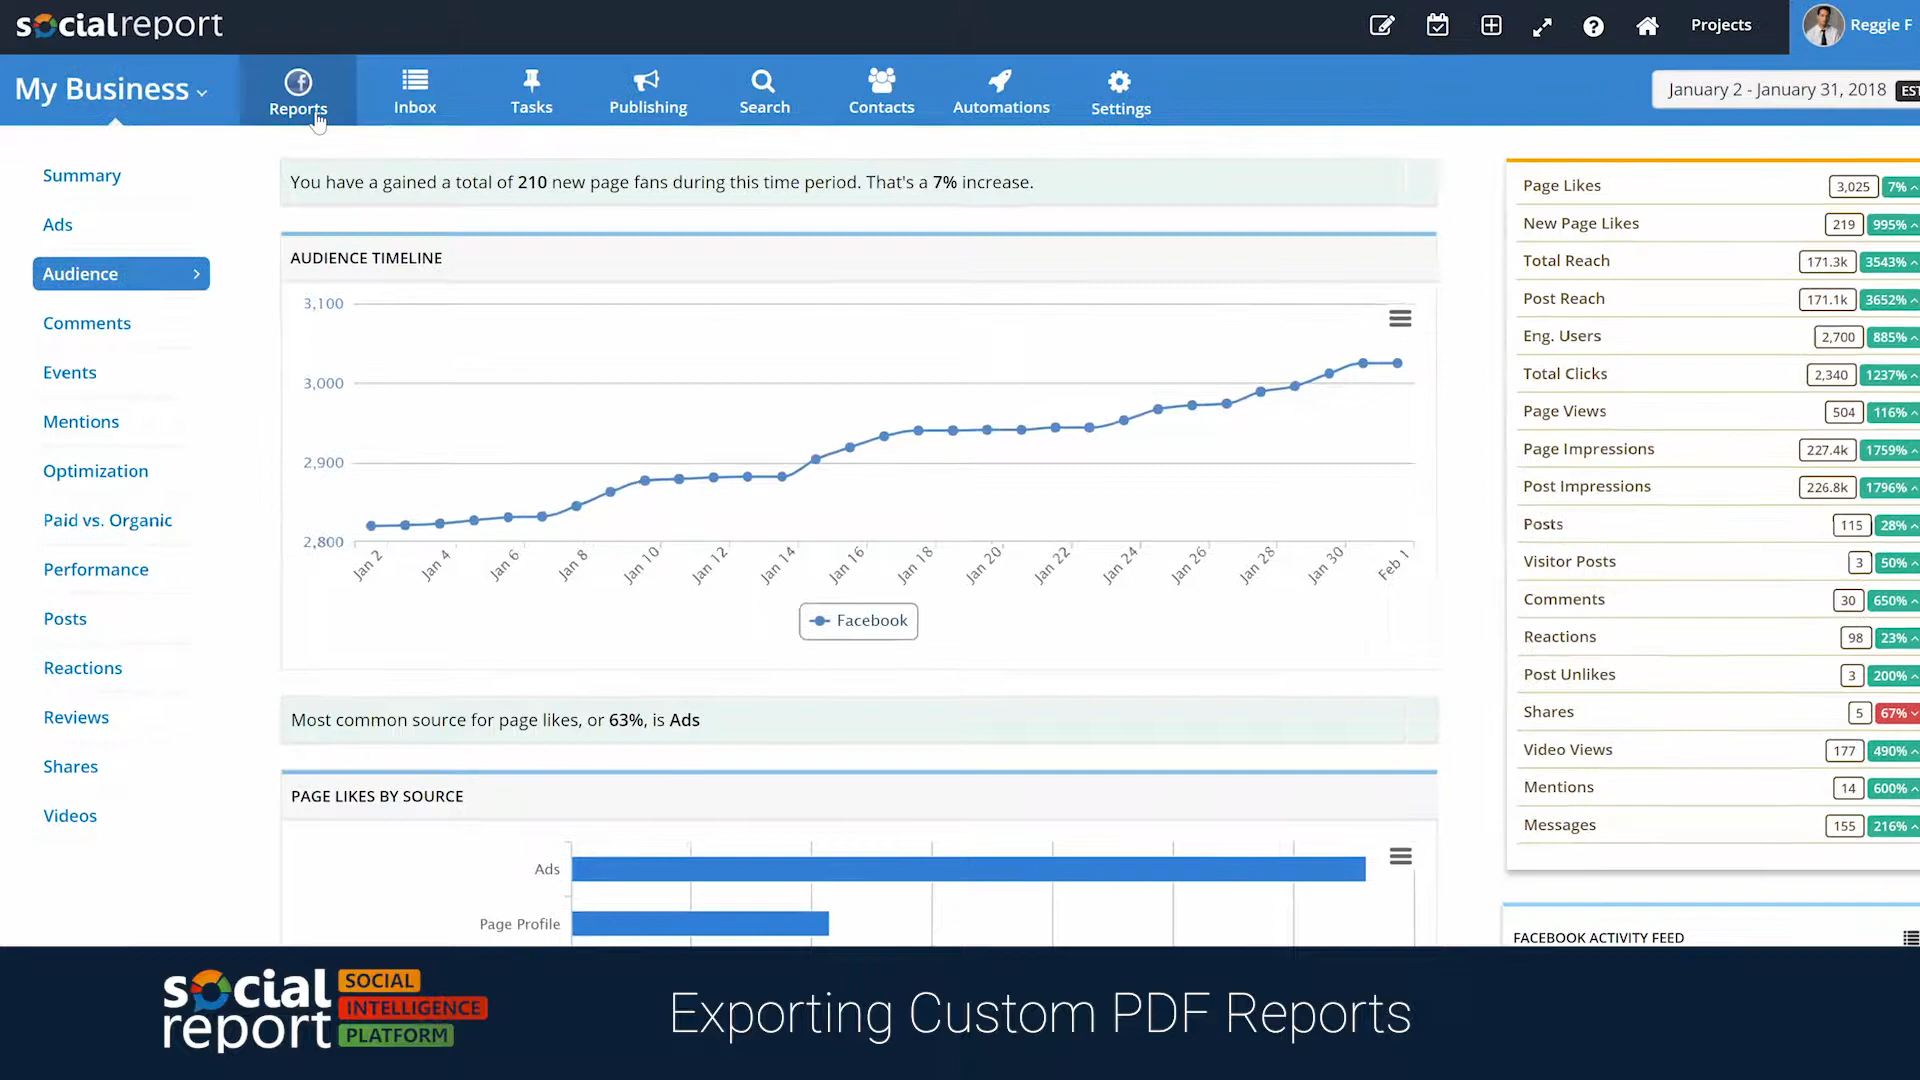 socialreport
Projects
Reggie F
My Business
Reports
Inbox
Tasks
Publishing
Search
Contacts
Automations
Settings
January 2 - January 31, 2018
EST
Summary
Ads
Audience
Comments
Events
Mentions
Optimization
Paid vs. Organic
Performance
Posts
Reactions
Reviews
Shares
Videos
You have a gained a total of 210 new page fans during this time period. That's a 7% increase.
AUDIENCE TIMELINE
3,100
3,000
2,900
2,800
Jan 2
Jan 4
Jan 6
Jan 8
Jan 10
Jan 12
Jan 14
Jan 16
Jan 18
Jan 20
Jan 22
Jan 24
Jan 26
Jan 28
Jan 30
Feb 1
Facebook
Most common source for page likes, or 63%, is Ads
PAGE LIKES BY SOURCE
Ads
Page Profile
Page Likes 3,025 7%
New Page Likes 219 995%
Total Reach 171.3k 3543%
Post Reach 171.1k 3652%
Eng. Users 2,700 885%
Total Clicks 2,340 1237%
Page Views 504 116%
Page Impressions 227.4k 1759%
Post Impressions 226.8k 1796%
Posts 115 28%
Visitor Posts 3 50%
Comments 30 650%
Reactions 98 23%
Post Unlikes 3 200%
Shares 5 67%
Video Views 177 490%
Mentions 14 600%
Messages 155 216%
FACEBOOK ACTIVITY FEED
social
report
SOCIAL
INTELLIGENCE
PLATFORM
Exporting Custom PDF Reports